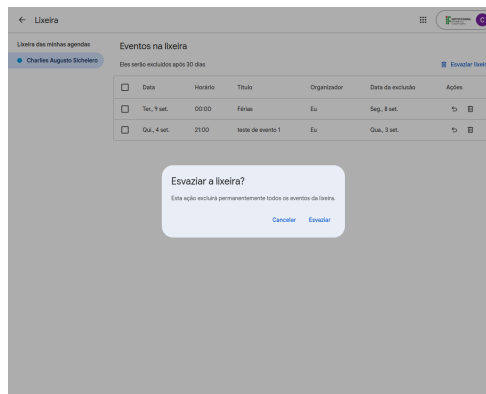 Lixeira
C
Lixeira das minhas agendas
Charlles Augusto Sichelero
Eventos na lixeira
Eles serão excluídos após 30 dias
Esvaziar lixeir
Data Horário Título Organizador Data da exclusão Ações
Ter., 9 set. 00:00 Férias Eu Seg., 8 set.
Qui., 4 set. 21:00 teste de evento 1 Eu Qua., 3 set.
Esvaziar a lixeira?
Esta ação excluirá permanentemente todos os eventos da lixeira.
Cancelar Esvaziar